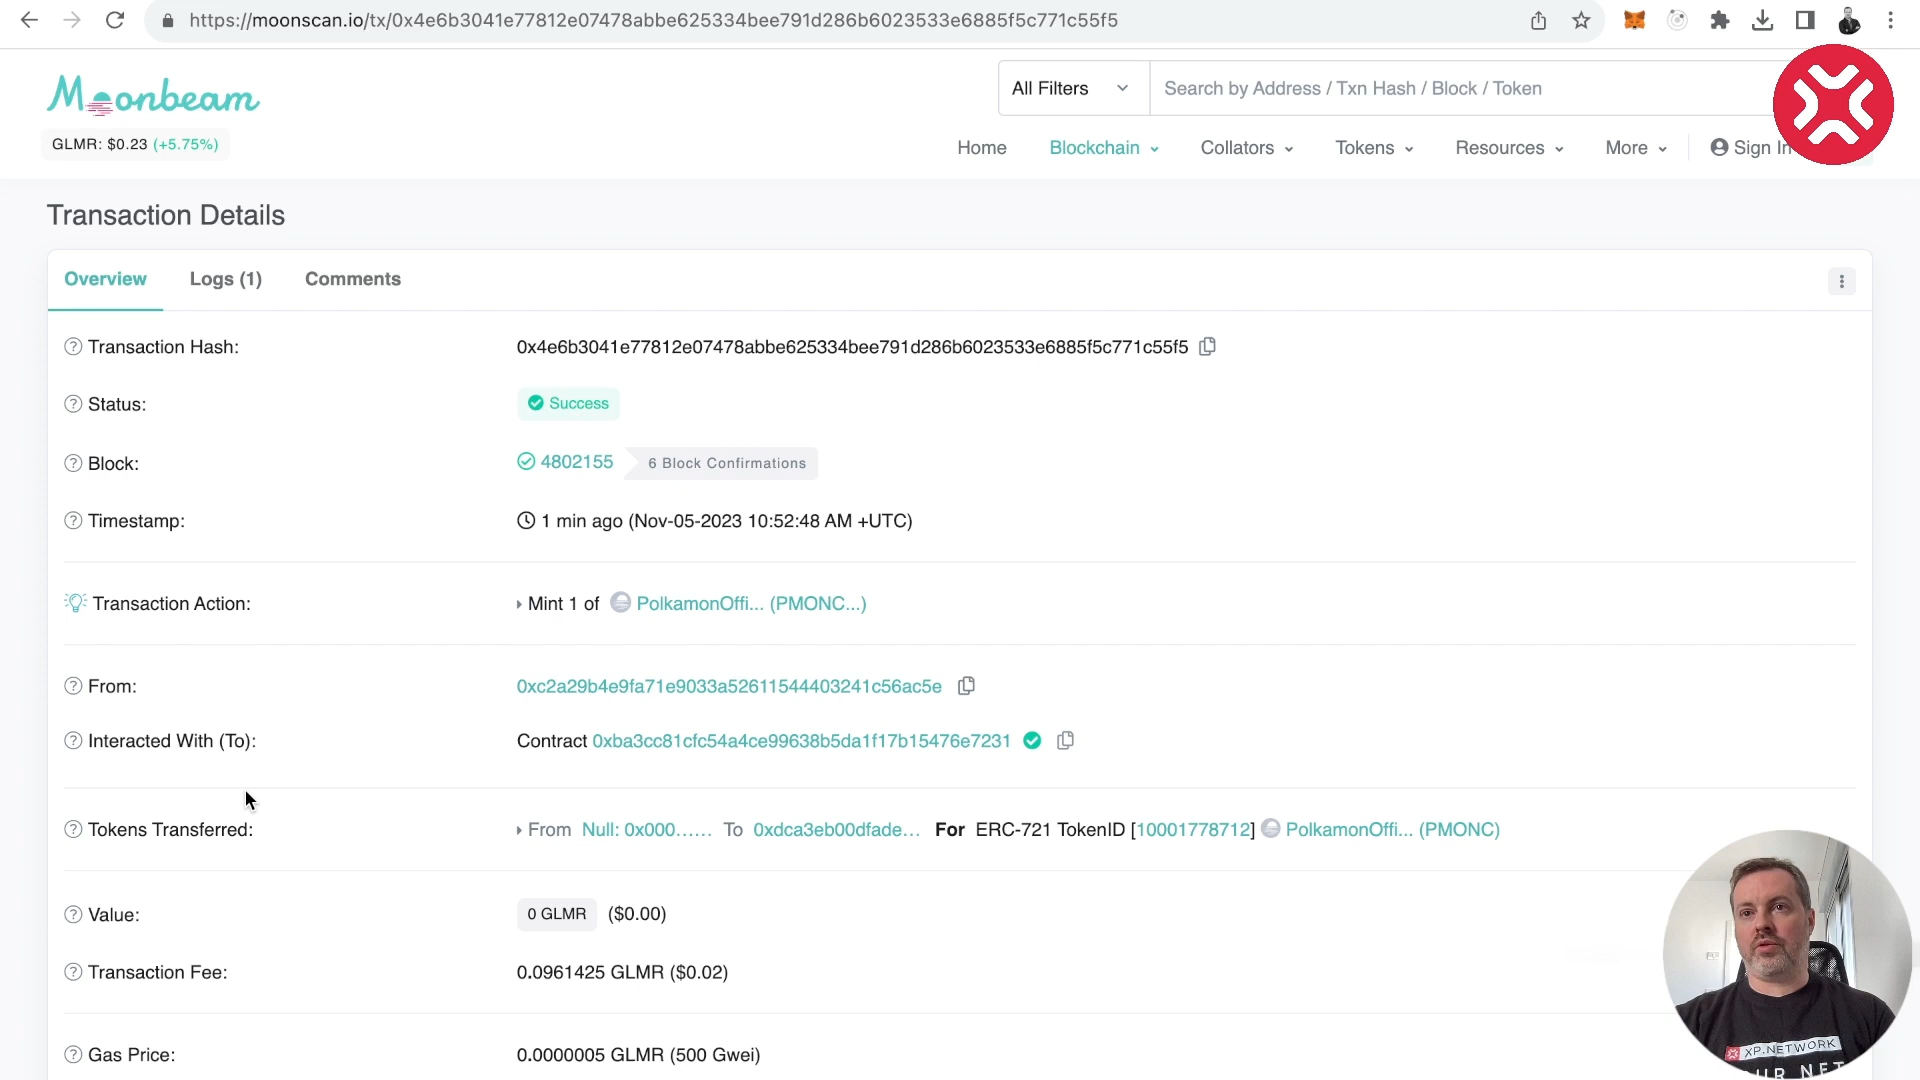 https://moonscan.io/tx/0x4e6b3041e77812e07478abbe625334bee791d286b6023533e6885f5c771c55f5
Moonbeam
All Filters
Search by Address / Txn Hash / Block / Token
GLMR: $0.23 (+5.75%)
Home Blockchain Collators Tokens Resources More Sign In
Transaction Details
Overview Logs (1) Comments
Transaction Hash: 0x4e6b3041e77812e07478abbe625334bee791d286b6023533e6885f5c771c55f5
Status: Success
Block: 4802155 6 Block Confirmations
Timestamp: 1 min ago (Nov-05-2023 10:52:48 AM +UTC)
Transaction Action: Mint 1 of PolkamonOffi... (PMONC...)
From: 0xc2a29b4e9fa71e9033a52611544403241c56ac5e
Interacted With (To): Contract 0xba3cc81cfc54a4ce99638b5da1f17b15476e7231
Tokens Transferred: From Null: 0x000...... To 0xdca3eb00dfade... For ERC-721 TokenID [10001778712] PolkamonOffi... (PMONC)
Value: 0 GLMR ($0.00)
Transaction Fee: 0.0961425 GLMR ($0.02)
Gas Price: 0.0000005 GLMR (500 Gwei)
XP.NETWORK